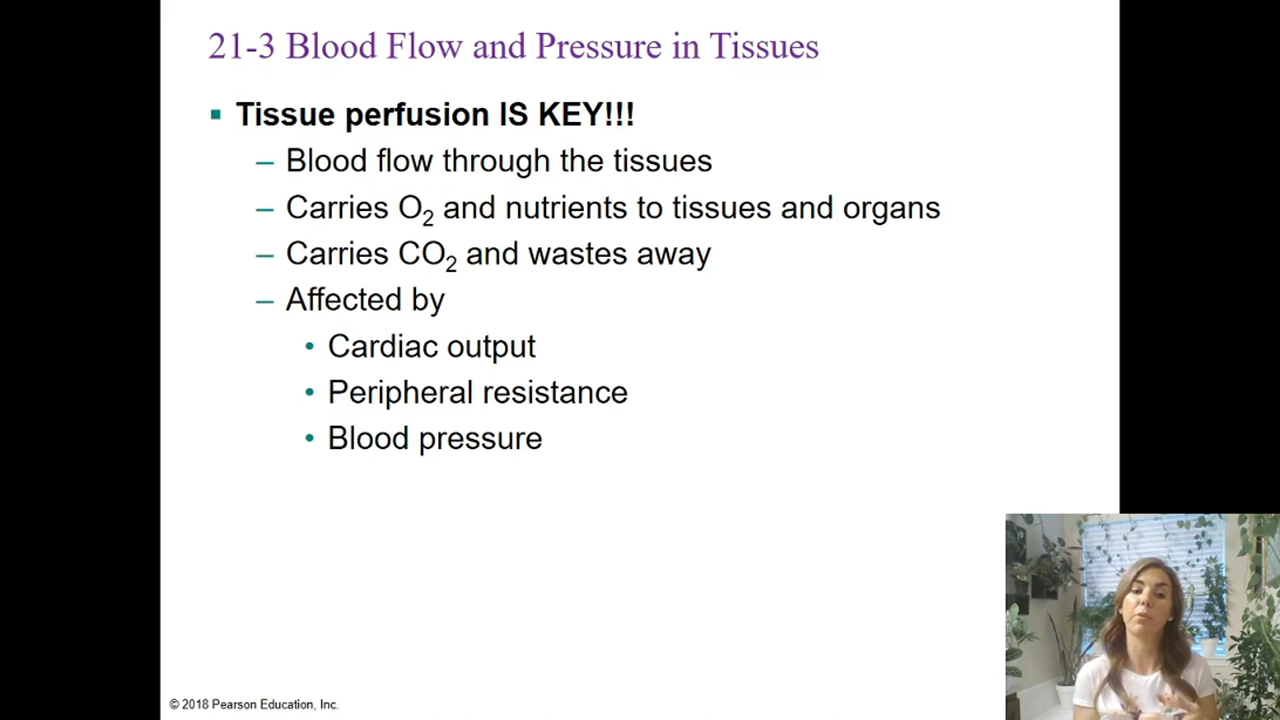 21-3 Blood Flow and Pressure in Tissues
▪ Tissue perfusion IS KEY!!!
– Blood flow through the tissues
– Carries O₂ and nutrients to tissues and organs
– Carries CO₂ and wastes away
– Affected by
• Cardiac output
• Peripheral resistance
• Blood pressure
© 2018 Pearson Education, Inc.